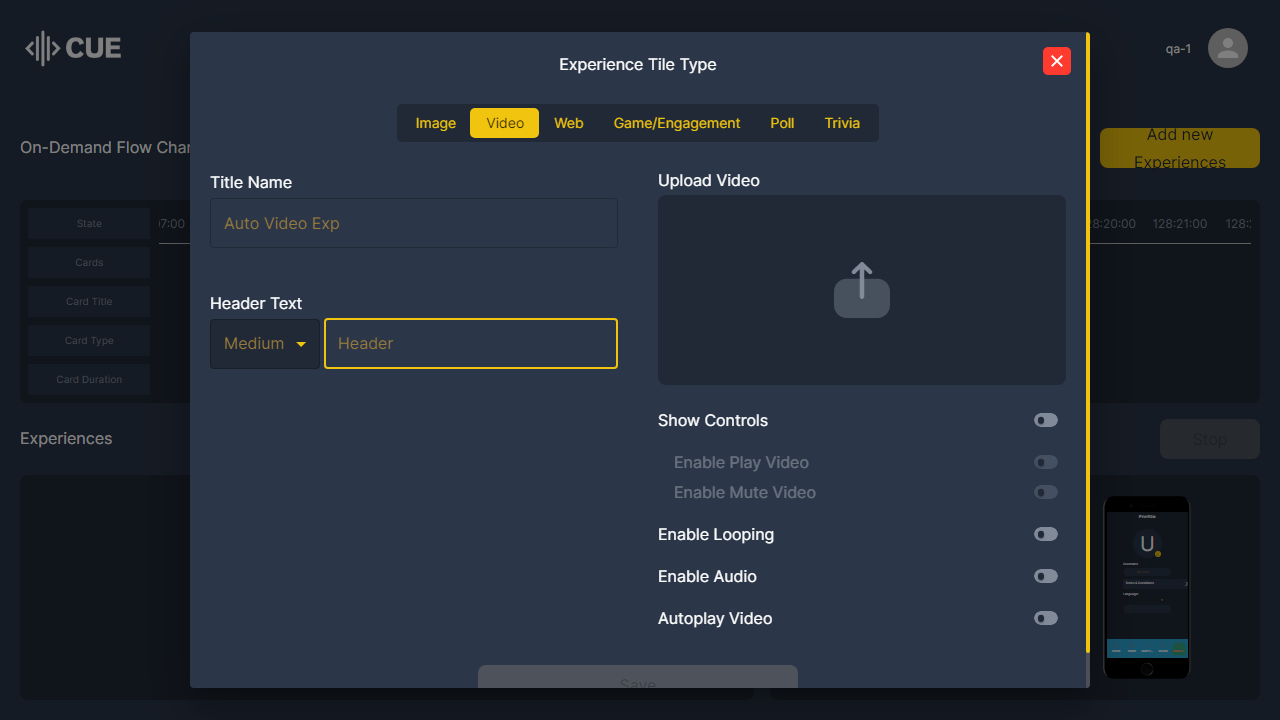 CUE
qa-1
Experience Tile Type
Image Video Web Game/Engagement Poll Trivia
On-Demand Flow Char
Add new
Experiences
Title Name
Auto Video Exp
Upload Video
State
7:00
:20:00 128:21:00 128:
Cards
Card Title
Card Type
Card Duration
Header Text
Medium
Header
Experiences
Show Controls
Enable Play Video
Enable Mute Video
Enable Looping
Enable Audio
Autoplay Video
Stop
Save
Profile
U